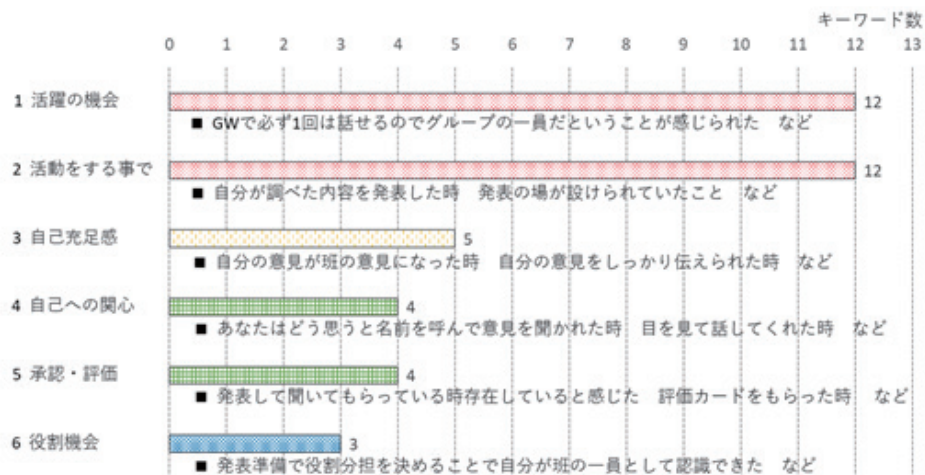 キーワード数
0 1 2 3 4 5 6 7 8 9 10 11 12 13
1 活躍の機会 12
■ GWで必ず1回は話せるのでグループの一員だということが感じられた など
2 活動をする事で 12
■ 自分が調べた内容を発表した時 発表の場が設けられていたこと など
3 自己充足感 5
■ 自分の意見が班の意見になった時 自分の意見をしっかり伝えられた時 など
4 自己への関心 4
■ あなたはどう思うと名前を呼んで意見を聞かれた時 目を見て話してくれた時 など
5 承認・評価 4
■ 発表して聞いてもらっている時存在していると感じた 評価カードをもらった時 など
6 役割機会 3
■ 発表準備で役割分担を決めることで自分が班の一員として認識できた など